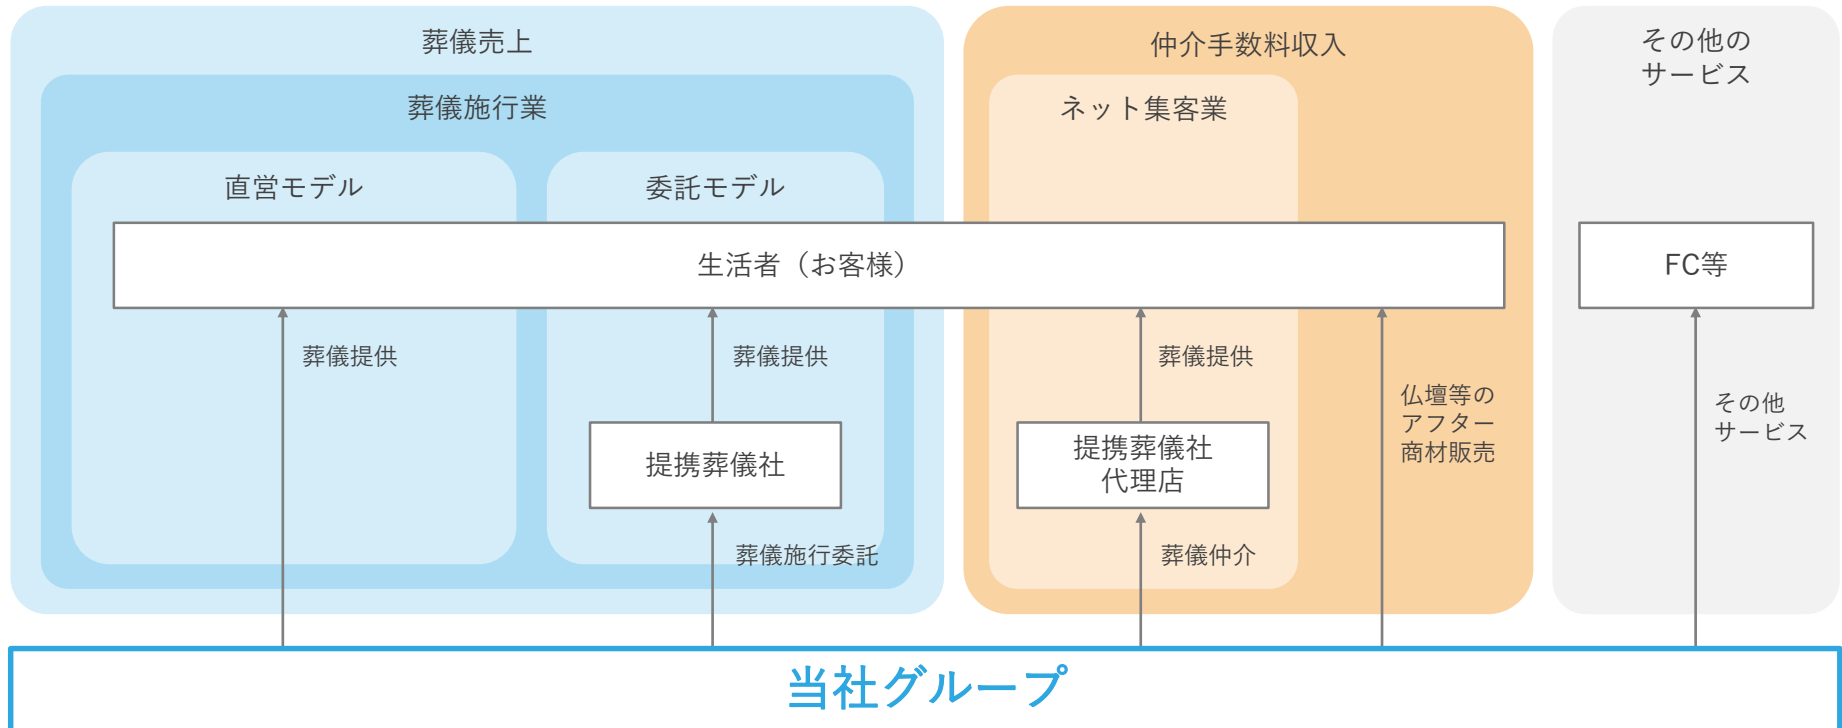 葬儀売上
葬儀施行業
直営モデル
委託モデル
仲介手数料収入
ネット集客業
その他の
サービス
生活者（お客様）
FC等
葬儀提供
葬儀提供
葬儀提供
仏壇等の
アフター
商材販売
その他
サービス
提携葬儀社
提携葬儀社
代理店
葬儀施行委託
葬儀仲介
当社グループ